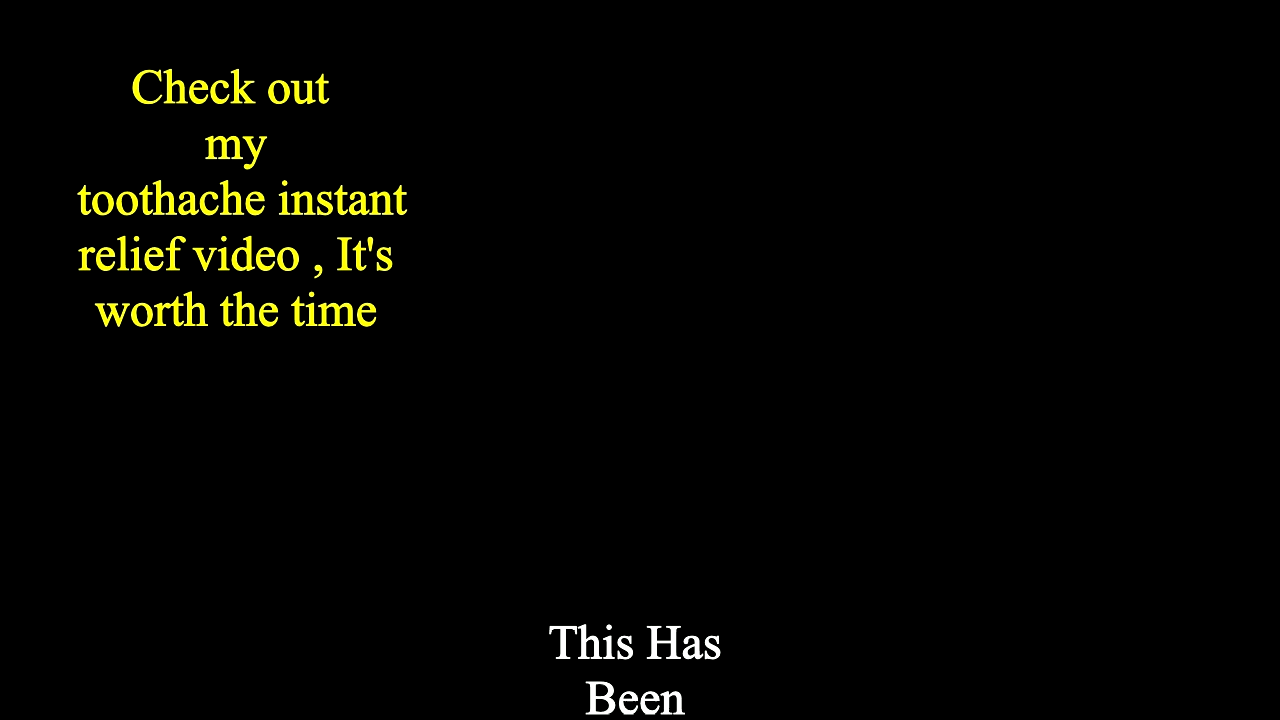 Check out
my
toothache instant
relief video , It's
worth the time
This Has
Been